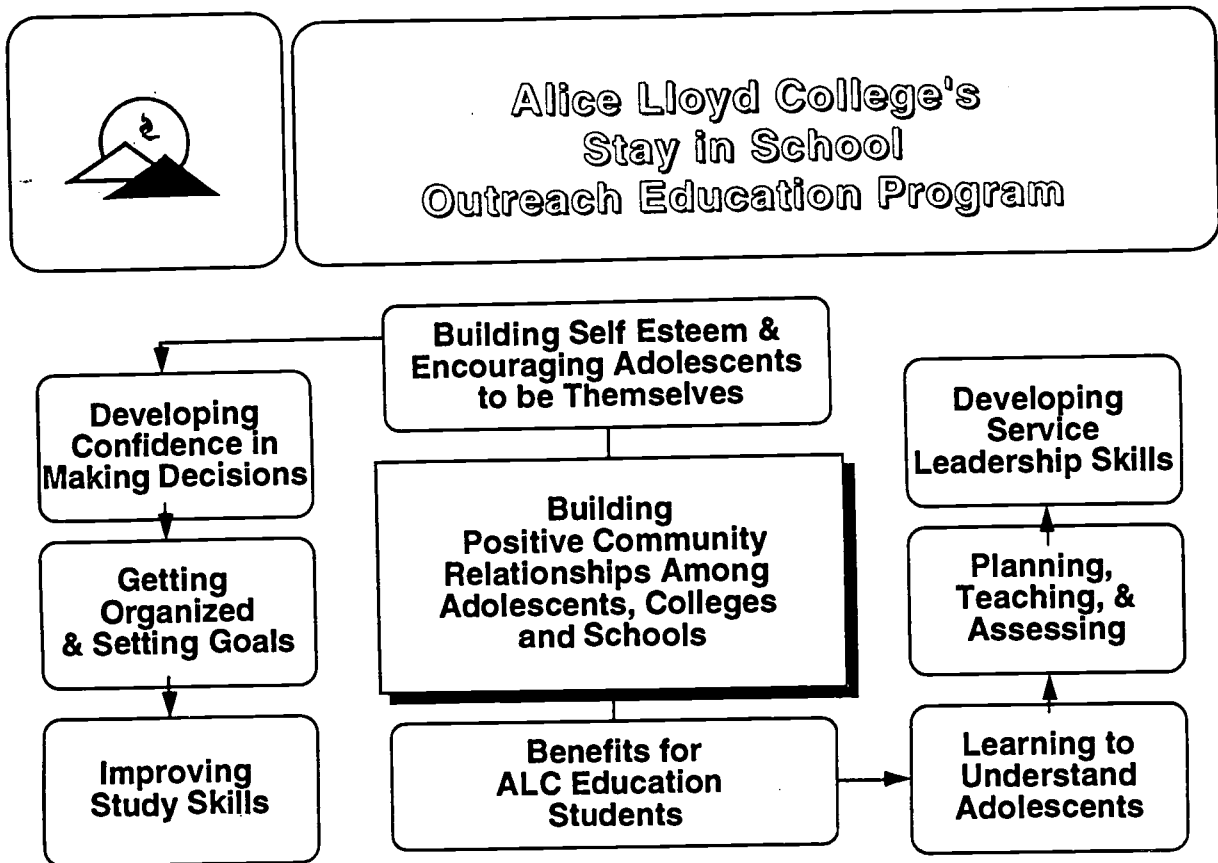 Alice Lloyd College's
Stay in School
Outreach Education Program
Building Self Esteem &
Encouraging Adolescents
to be Themselves
Developing
Confidence in
Making Decisions
Getting
Organized
& Setting Goals
Improving
Study Skills
Building
Positive Community
Relationships Among
Adolescents, Colleges
and Schools
Benefits for
ALC Education
Students
Developing
Service
Leadership Skills
Planning,
Teaching, &
Assessing
Learning to
Understand
Adolescents